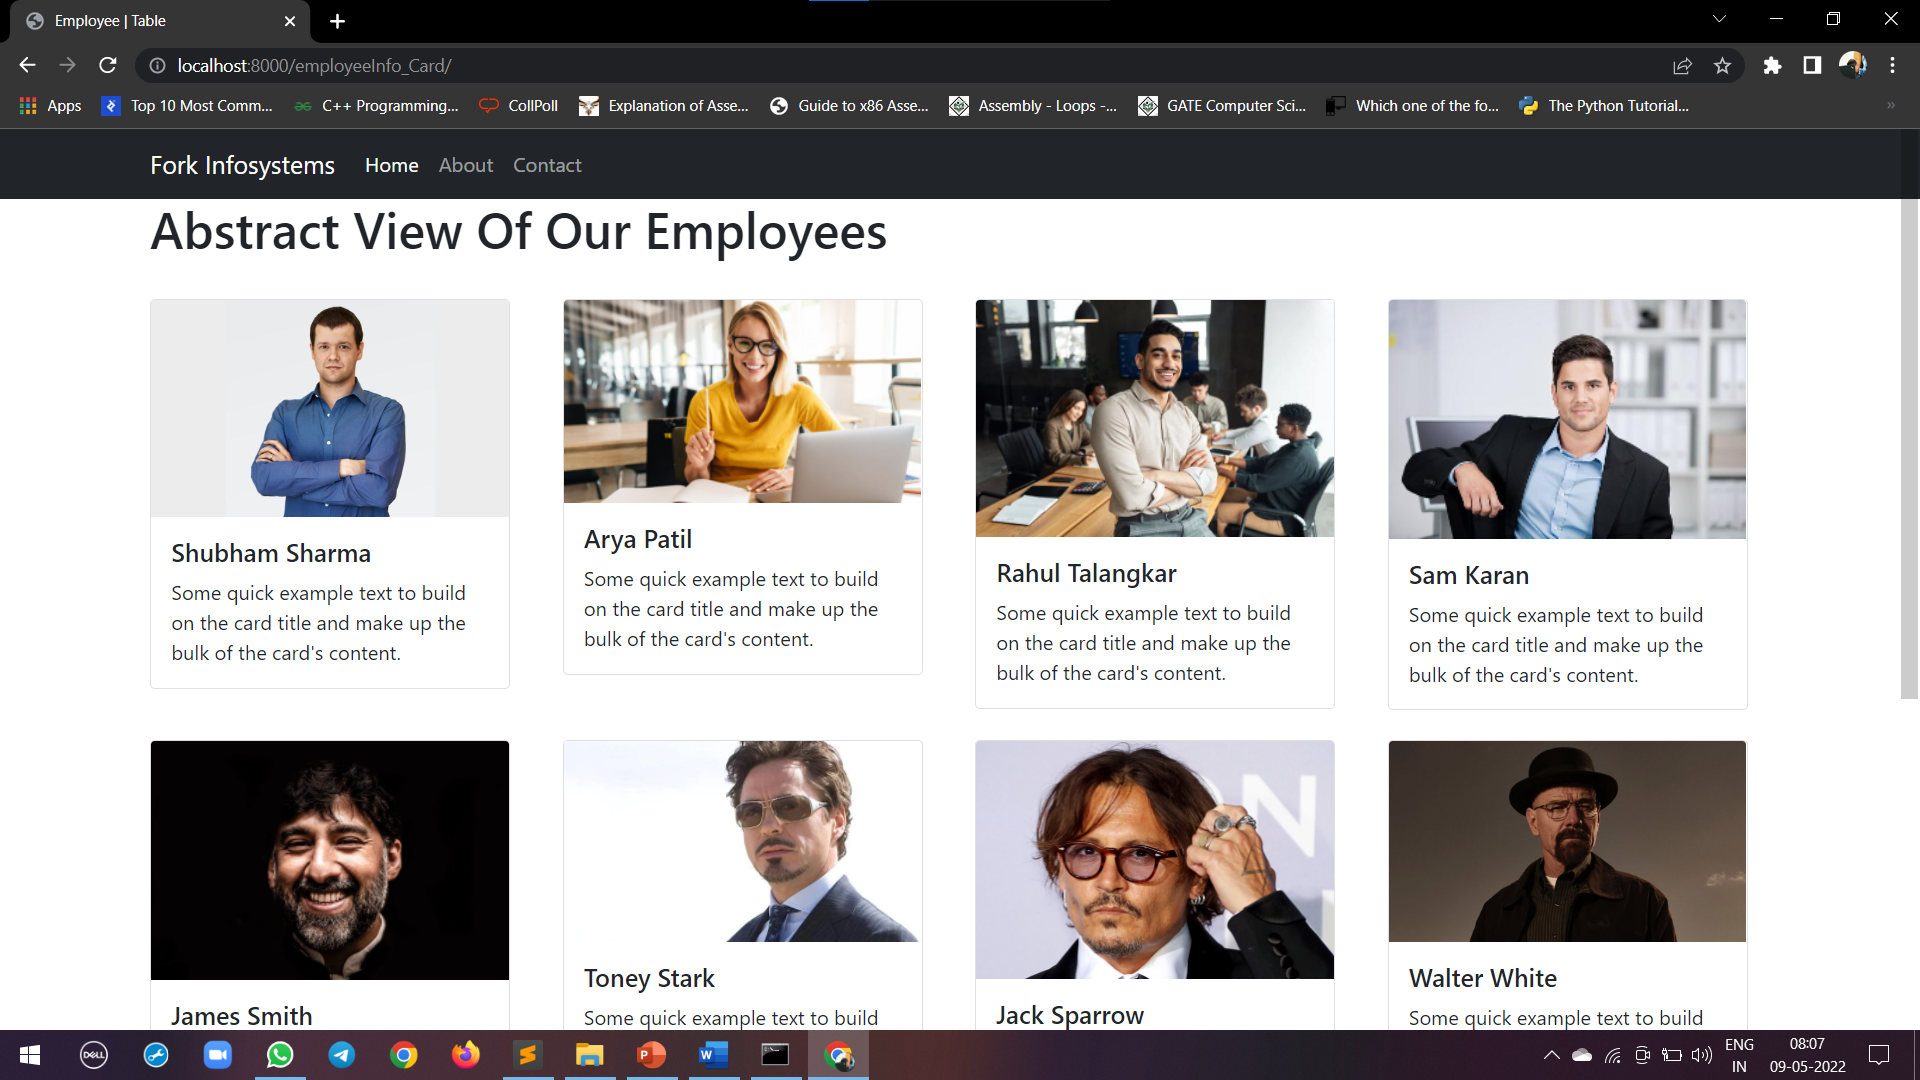 Employee | Table
localhost:8000/employeeInfo_Card/
Apps
Top 10 Most Comm...
C++ Programming...
CollPoll
Explanation of Asse...
Guide to x86 Asse...
Assembly - Loops -...
GATE Computer Sci...
Which one of the fo...
The Python Tutorial...
Fork Infosystems
Home
About
Contact
Abstract View Of Our Employees
Shubham Sharma
Some quick example text to build
on the card title and make up the
bulk of the card's content.
Arya Patil
Some quick example text to build
on the card title and make up the
bulk of the card's content.
Rahul Talangkar
Some quick example text to build
on the card title and make up the
bulk of the card's content.
Sam Karan
Some quick example text to build
on the card title and make up the
bulk of the card's content.
James Smith
Toney Stark
Some quick example text to build
Jack Sparrow
Walter White
Some quick example text to build
DELL
ENG
IN
08:07
09-05-2022